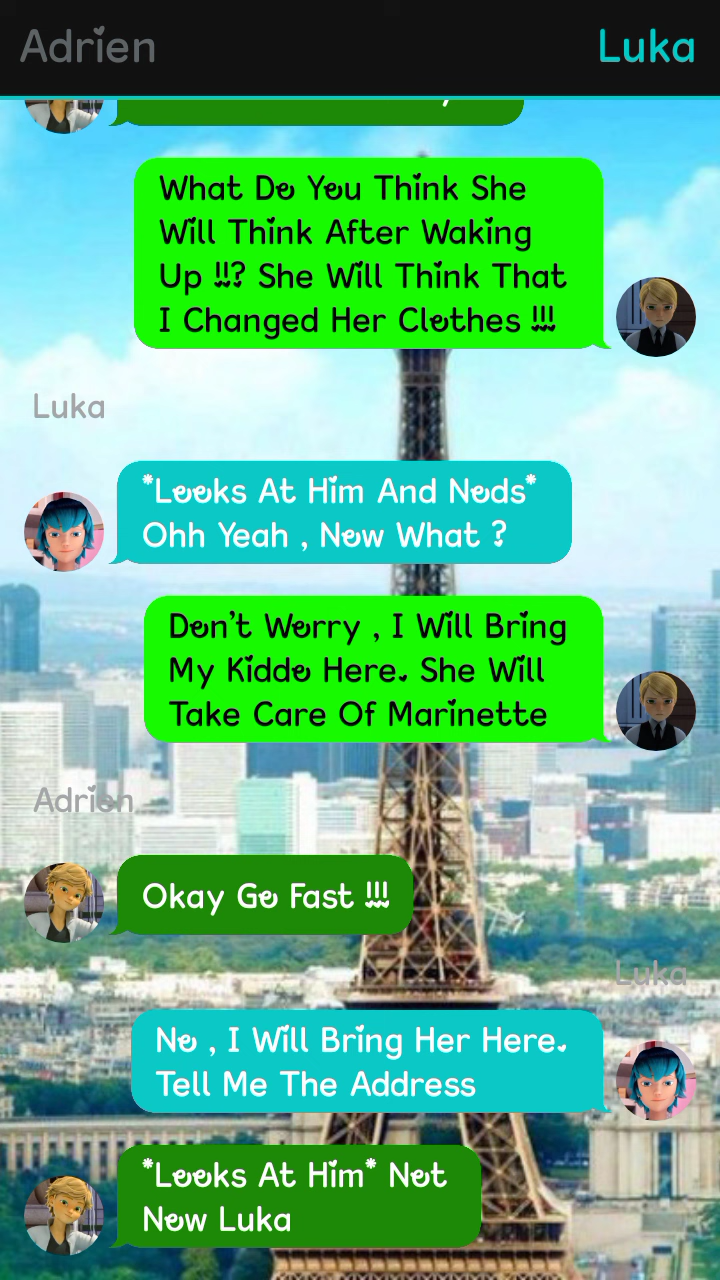 Adrien
Luka
What Do You Think She
Will Think After Waking
Up !!? She Will Think That
I Changed Her Clothes !!!
Luka
*Looks At Him And Nods*
Ohh Yeah , Now What ?
Don't Worry , I Will Bring
My Kiddo Here. She Will
Take Care Of Marinette
Adrien
Okay Go Fast !!!
Luka
No , I Will Bring Her Here.
Tell Me The Address
*Looks At Him* Not
Now Luka